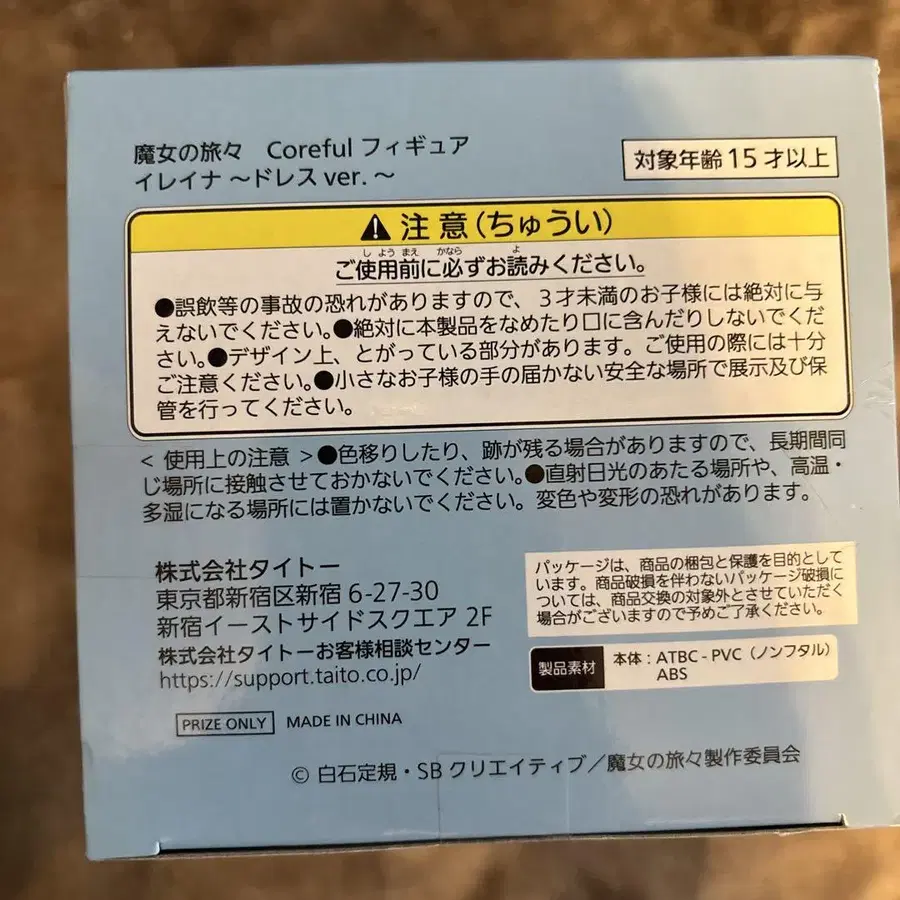 魔女の旅々 Coreful フィギュア
イレイナ ～ドレス ver.～
対象年齢 15 才以上
注意(ちゅうい)
しようまえ かなら よ
ご使用前に必ずお読みください。
●誤飲等の事故の恐れがありますので、3才未満のお子様には絶対に与
えないでください。●絶対に本製品をなめたり口に含んだりしないでくだ
さい。●デザイン上、とがっている部分があります。ご使用の際には十分
ご注意ください。●小さなお子様の手の届かない安全な場所で展示及び保
管を行ってください。
< 使用上の注意 >●色移りしたり、跡が残る場合がありますので、長期間同
じ場所に接触させておかないでください。●直射日光のあたる場所や、高温・
多湿になる場所には置かないでください。変色や変形の恐れがあります。
株式会社タイトー
東京都新宿区新宿 6-27-30
新宿イーストサイドスクエア 2F
株式会社タイトーお客様相談センター
https://support.taito.co.jp/
パッケージは、商品の梱包と保護を目的として
います。商品破損を伴わないパッケージ破損に
ついては、商品交換の対象外とさせていただく
場合がございますので予めご了承ください。
製品素材
本体:ATBC-PVC(ノンフタル)
ABS
PRIZE ONLY MADE IN CHINA
© 白石定規・SB クリエイティブ/魔女の旅々製作委員会